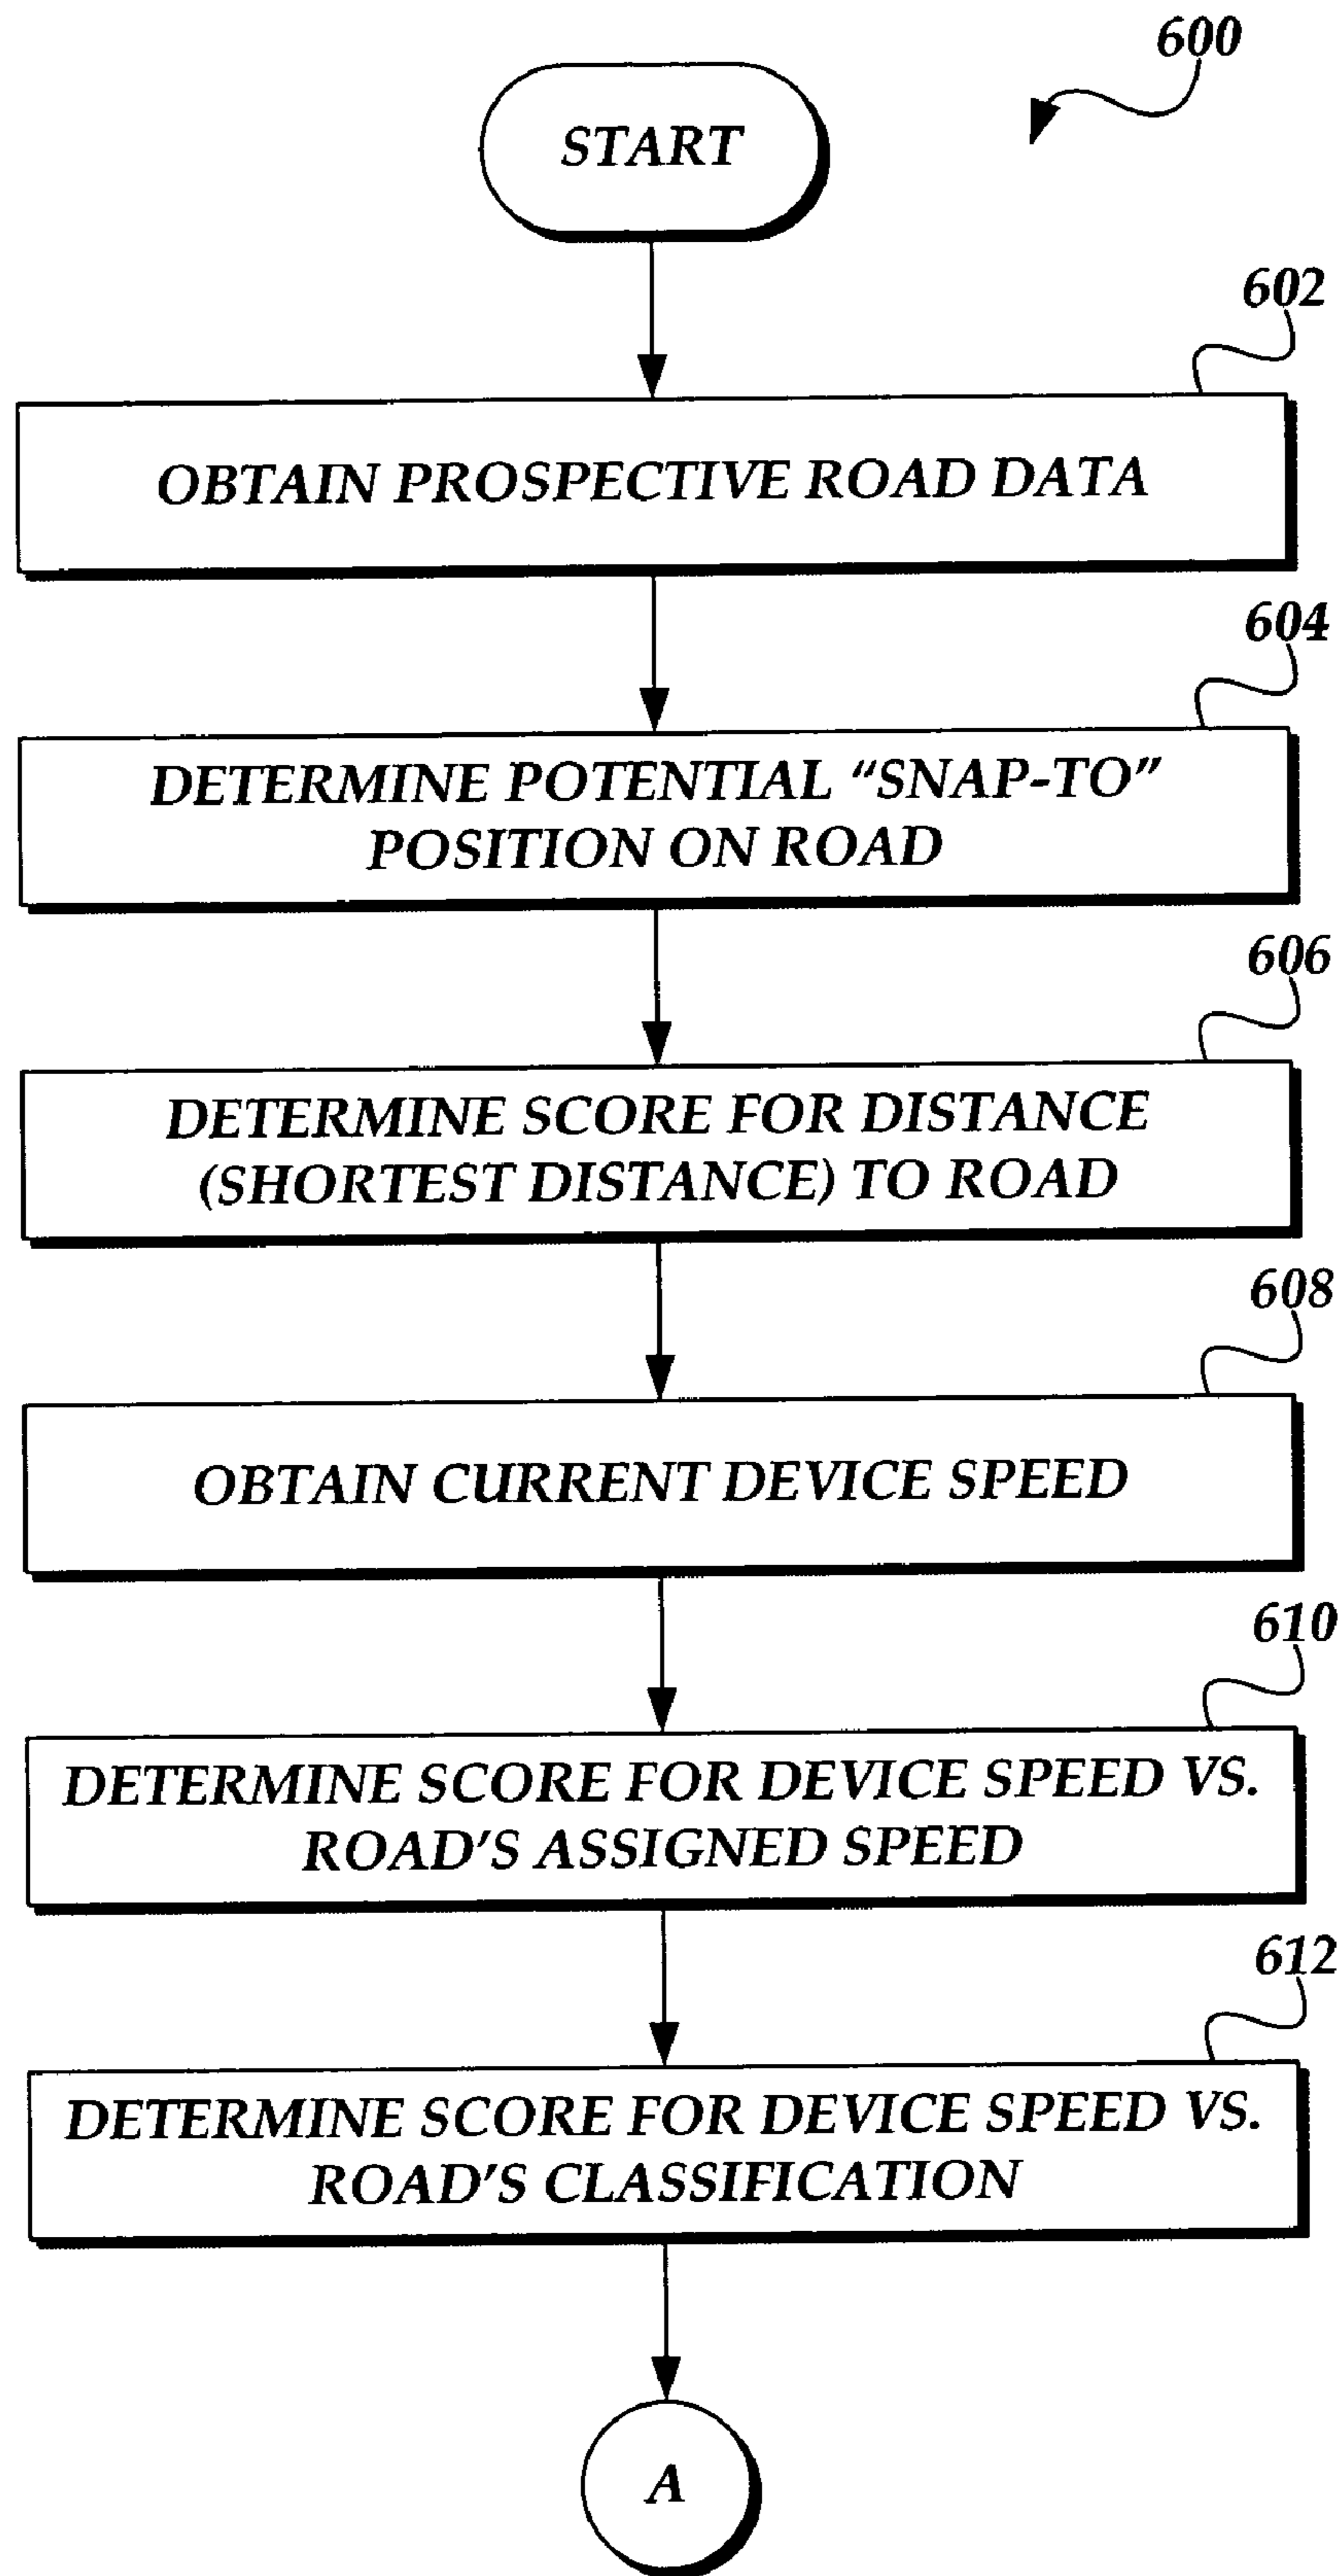 600
START
602
OBTAIN PROSPECTIVE ROAD DATA
604
DETERMINE POTENTIAL “SNAP-TO”
POSITION ON ROAD
606
DETERMINE SCORE FOR DISTANCE
(SHORTEST DISTANCE) TO ROAD
608
OBTAIN CURRENT DEVICE SPEED
610
DETERMINE SCORE FOR DEVICE SPEED VS.
ROAD’S ASSIGNED SPEED
612
DETERMINE SCORE FOR DEVICE SPEED VS.
ROAD’S CLASSIFICATION
A